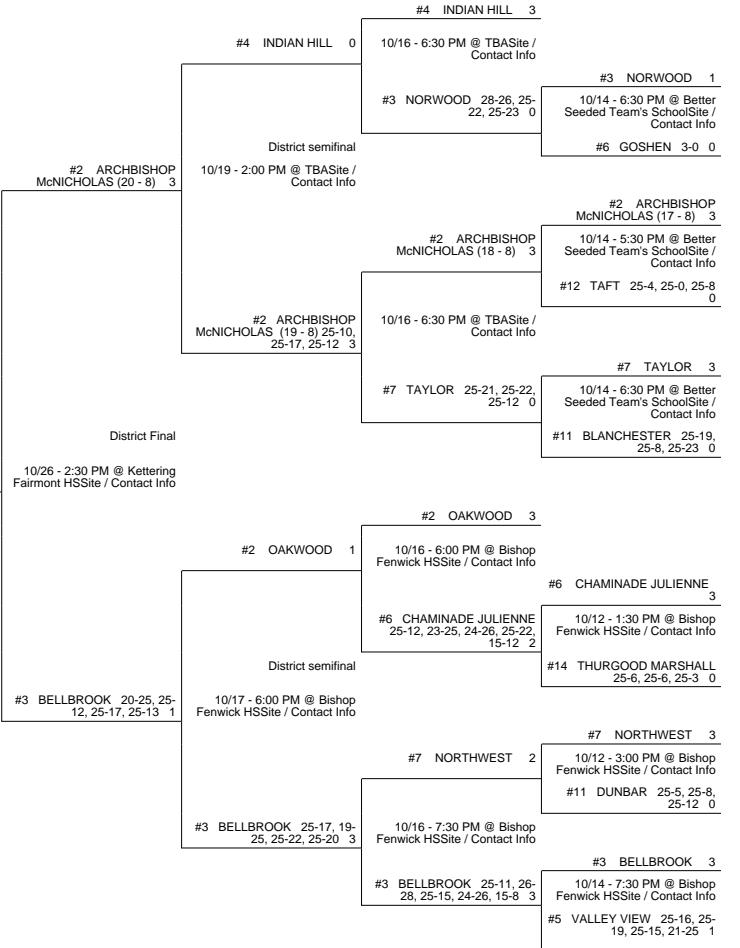 #4 INDIAN HILL 3
#4 INDIAN HILL 0
10/16 - 6:30 PM @ TBASite /
Contact Info
#3 NORWOOD 1
#3 NORWOOD 28-26, 25-
22, 25-23 0
10/14 - 6:30 PM @ Better
Seeded Team's SchoolSite /
Contact Info
#6 GOSHEN 3-0 0
District semifinal
#2 ARCHBISHOP
McNICHOLAS (20 - 8) 3
10/19 - 2:00 PM @ TBASite /
Contact Info
#2 ARCHBISHOP
McNICHOLAS (17 - 8) 3
#2 ARCHBISHOP
McNICHOLAS (18 - 8) 3
10/14 - 5:30 PM @ Better
Seeded Team's SchoolSite /
Contact Info
#12 TAFT 25-4, 25-0, 25-8
0
#2 ARCHBISHOP
McNICHOLAS (19 - 8) 25-10,
25-17, 25-12 3
10/16 - 6:30 PM @ TBASite /
Contact Info
#7 TAYLOR 3
#7 TAYLOR 25-21, 25-22,
25-12 0
10/14 - 6:30 PM @ Better
Seeded Team's SchoolSite /
Contact Info
#11 BLANCHESTER 25-19,
25-8, 25-23 0
District Final
10/26 - 2:30 PM @ Kettering
Fairmont HSSite / Contact Info
#2 OAKWOOD 3
#2 OAKWOOD 1
10/16 - 6:00 PM @ Bishop
Fenwick HSSite / Contact Info
#6 CHAMINADE JULIENNE
3
#6 CHAMINADE JULIENNE
25-12, 23-25, 24-26, 25-22,
15-12 2
10/12 - 1:30 PM @ Bishop
Fenwick HSSite / Contact Info
#14 THURGOOD MARSHALL
25-6, 25-6, 25-3 0
District semifinal
#3 BELLBROOK 20-25, 25-
12, 25-17, 25-13 1
10/17 - 6:00 PM @ Bishop
Fenwick HSSite / Contact Info
#7 NORTHWEST 3
#7 NORTHWEST 2
10/12 - 3:00 PM @ Bishop
Fenwick HSSite / Contact Info
#11 DUNBAR 25-5, 25-8,
25-12 0
#3 BELLBROOK 25-17, 19-
25, 25-22, 25-20 3
10/16 - 7:30 PM @ Bishop
Fenwick HSSite / Contact Info
#3 BELLBROOK 3
#3 BELLBROOK 25-11, 26-
28, 25-15, 24-26, 15-8 3
10/14 - 7:30 PM @ Bishop
Fenwick HSSite / Contact Info
#5 VALLEY VIEW 25-16, 25-
19, 25-15, 21-25 1